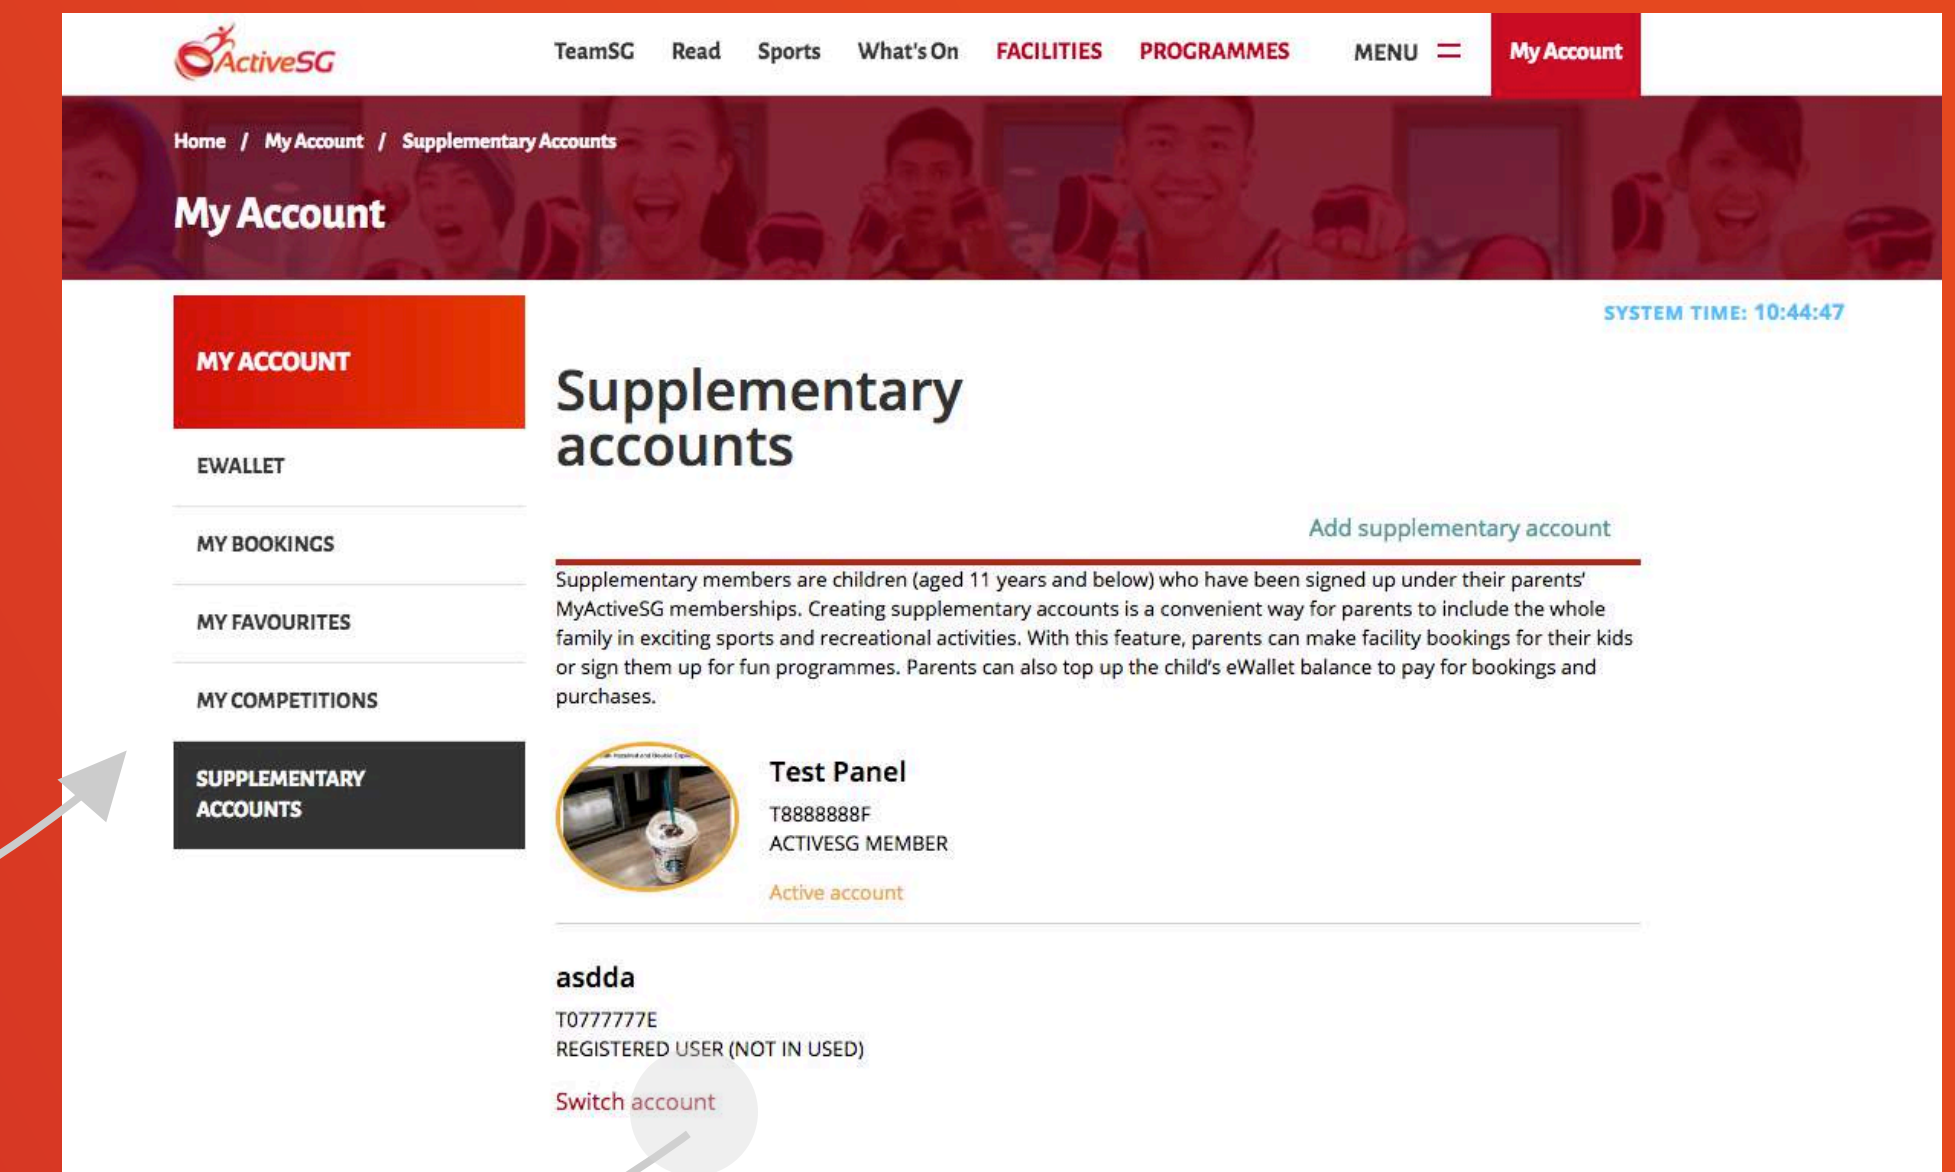 ActiveSG
TeamSG Read Sports What's On FACILITIES PROGRAMMES MENU My Account
Home / My Account / Supplementary Accounts
My Account
SYSTEM TIME: 10:44:47
MY ACCOUNT
EWALLET
MY BOOKINGS
MY FAVOURITES
MY COMPETITIONS
SUPPLEMENTARY
ACCOUNTS
Supplementary
accounts
Add supplementary account
Supplementary members are children (aged 11 years and below) who have been signed up under their parents'
MyActiveSG memberships. Creating supplementary accounts is a convenient way for parents to include the whole
family in exciting sports and recreational activities. With this feature, parents can make facility bookings for their kids
or sign them up for fun programmes. Parents can also top up the child's eWallet balance to pay for bookings and
purchases.
Test Panel
T8888888F
ACTIVESG MEMBER
Active account
asdda
T0777777E
REGISTERED USER (NOT IN USED)
Switch account